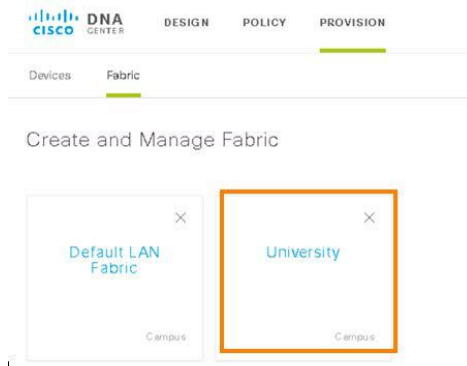 CISCO DNA CENTER DESIGN POLICY PROVISION
Devices Fabric
Create and Manage Fabric
Default LAN
Fabric
Campus
University
Campus